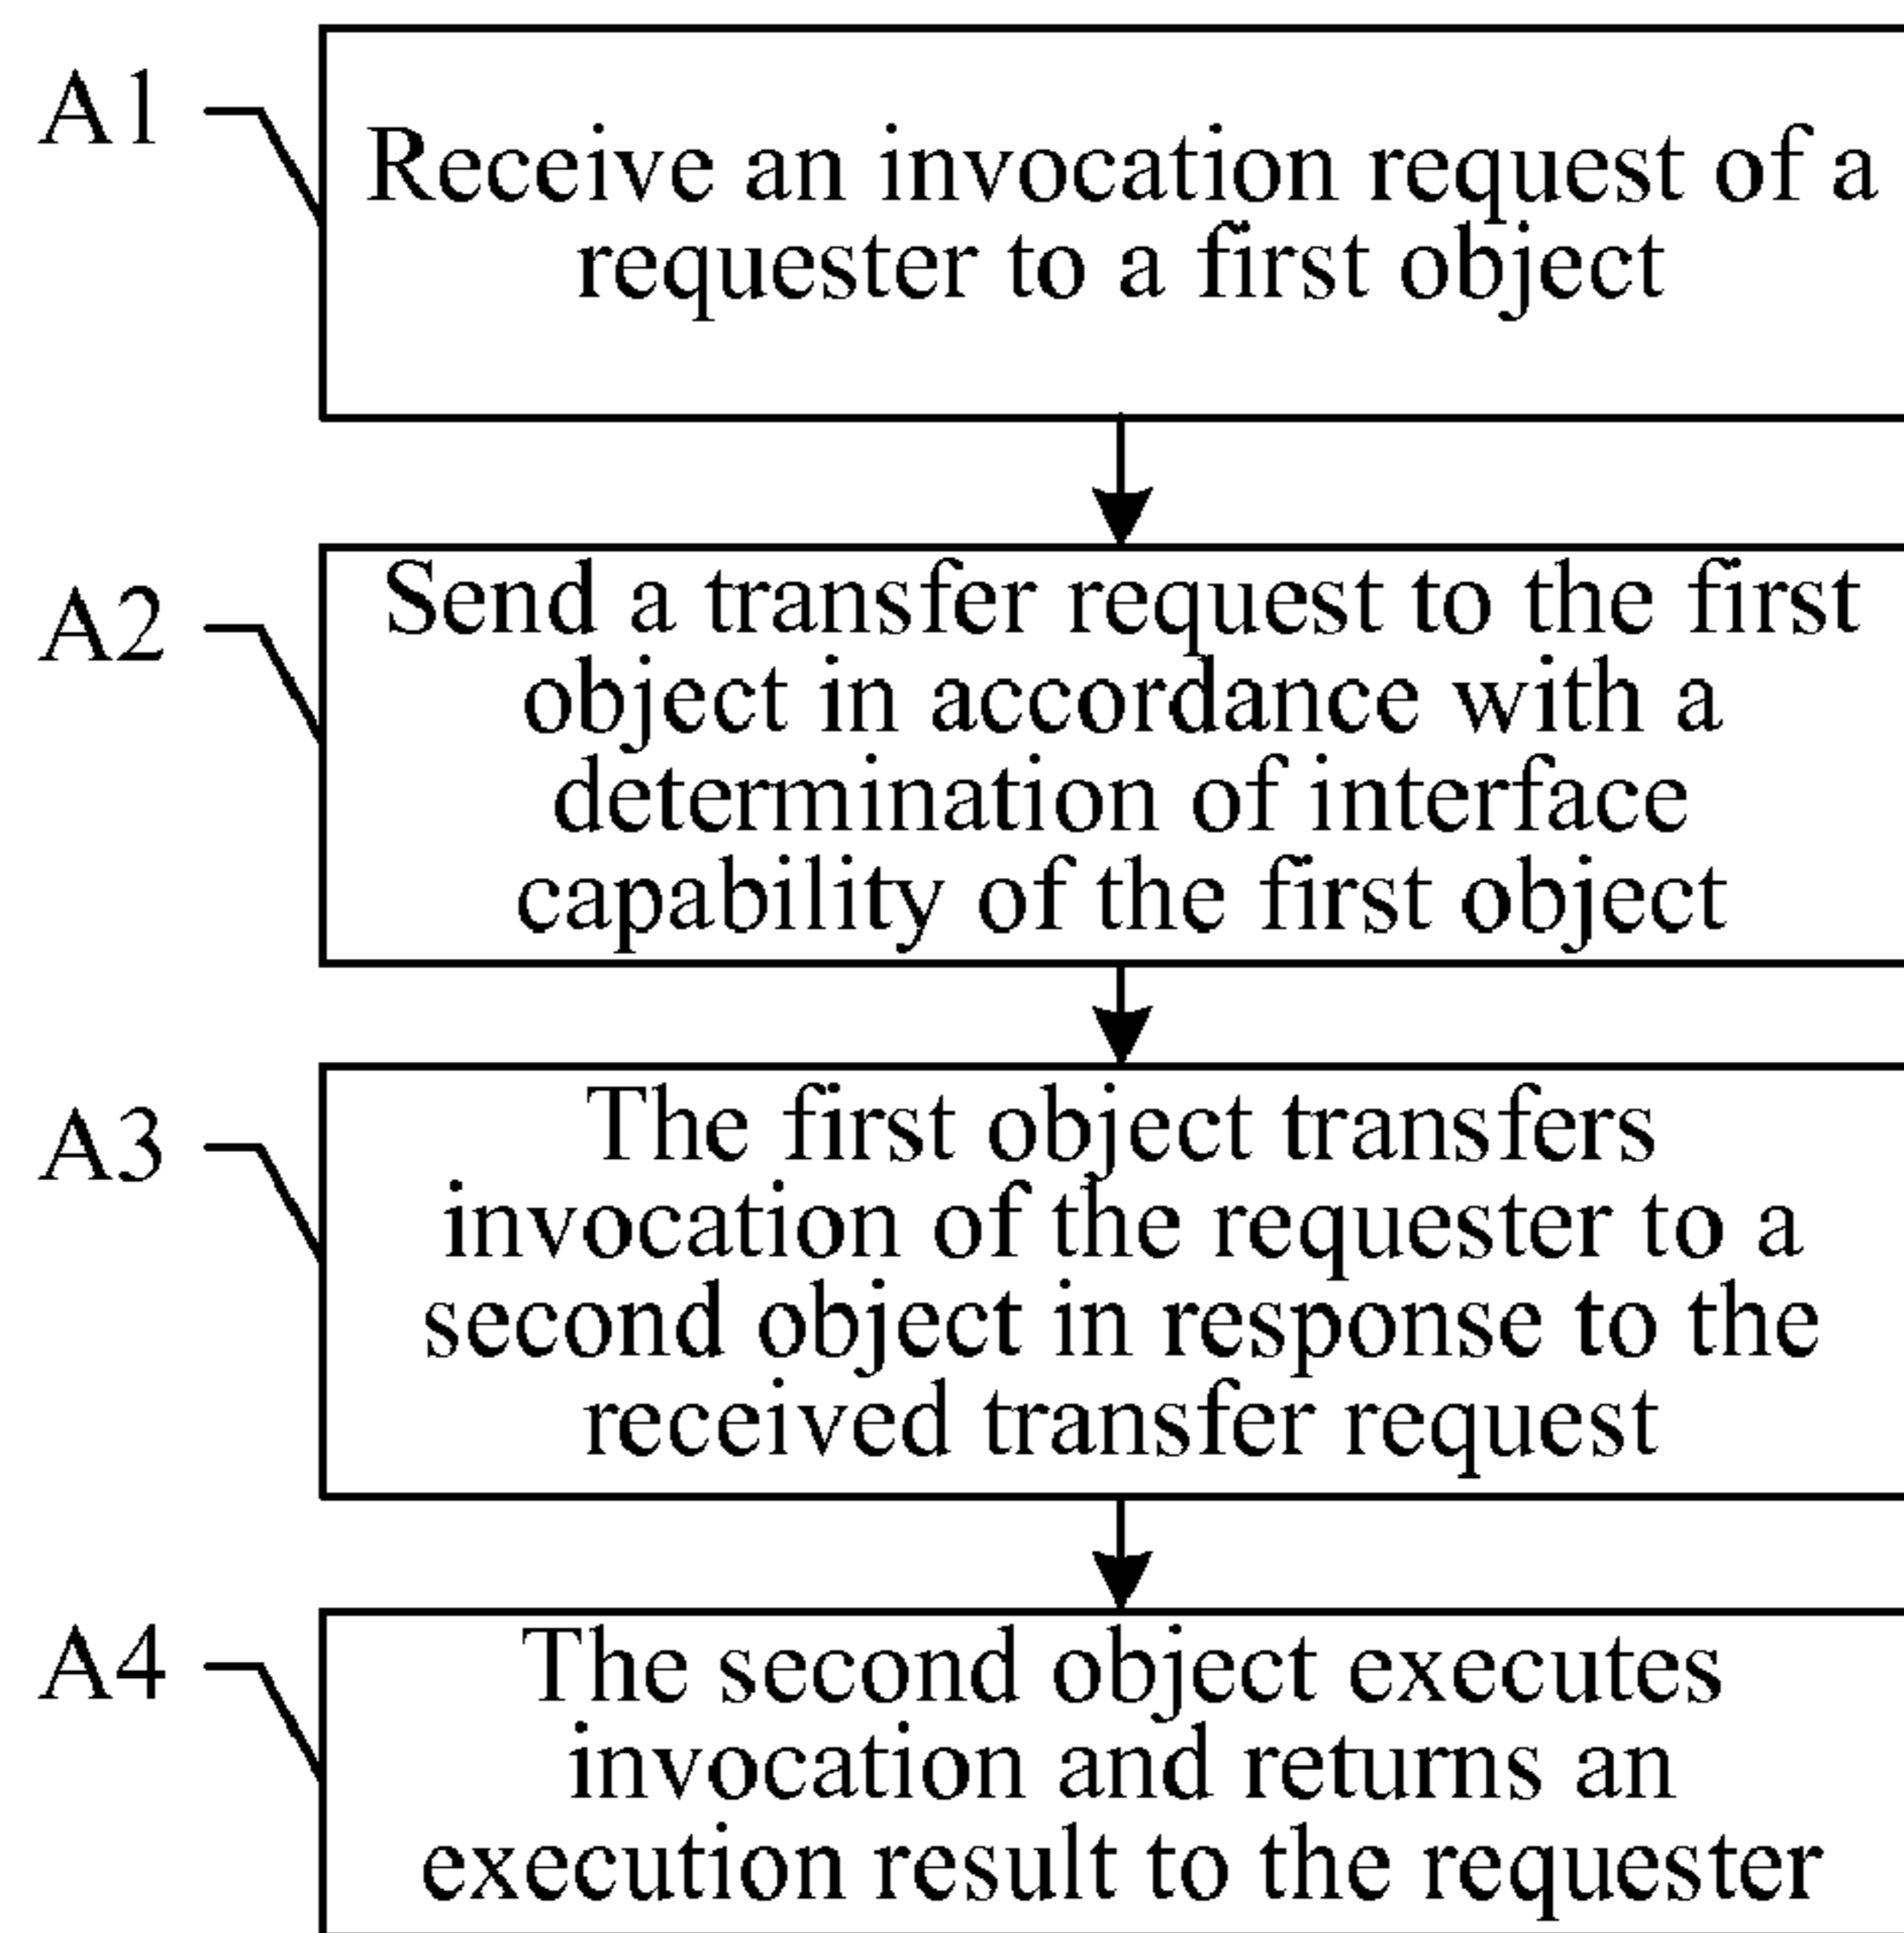 A1
Receive an invocation request of a
requester to a first object
A2
Send a transfer request to the first
object in accordance with a
determination of interface
capability of the first object
A3
The first object transfers
invocation of the requester to a
second object in response to the
received transfer request
A4
The second object executes
invocation and returns an
execution result to the requester